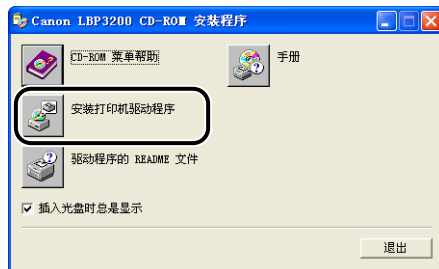 Canon LBP3200 CD-ROM 安装程序
CD-ROM 菜单帮助
手册
安装打印机驱动程序
驱动程序的 README 文件
插入光盘时总是显示
退出